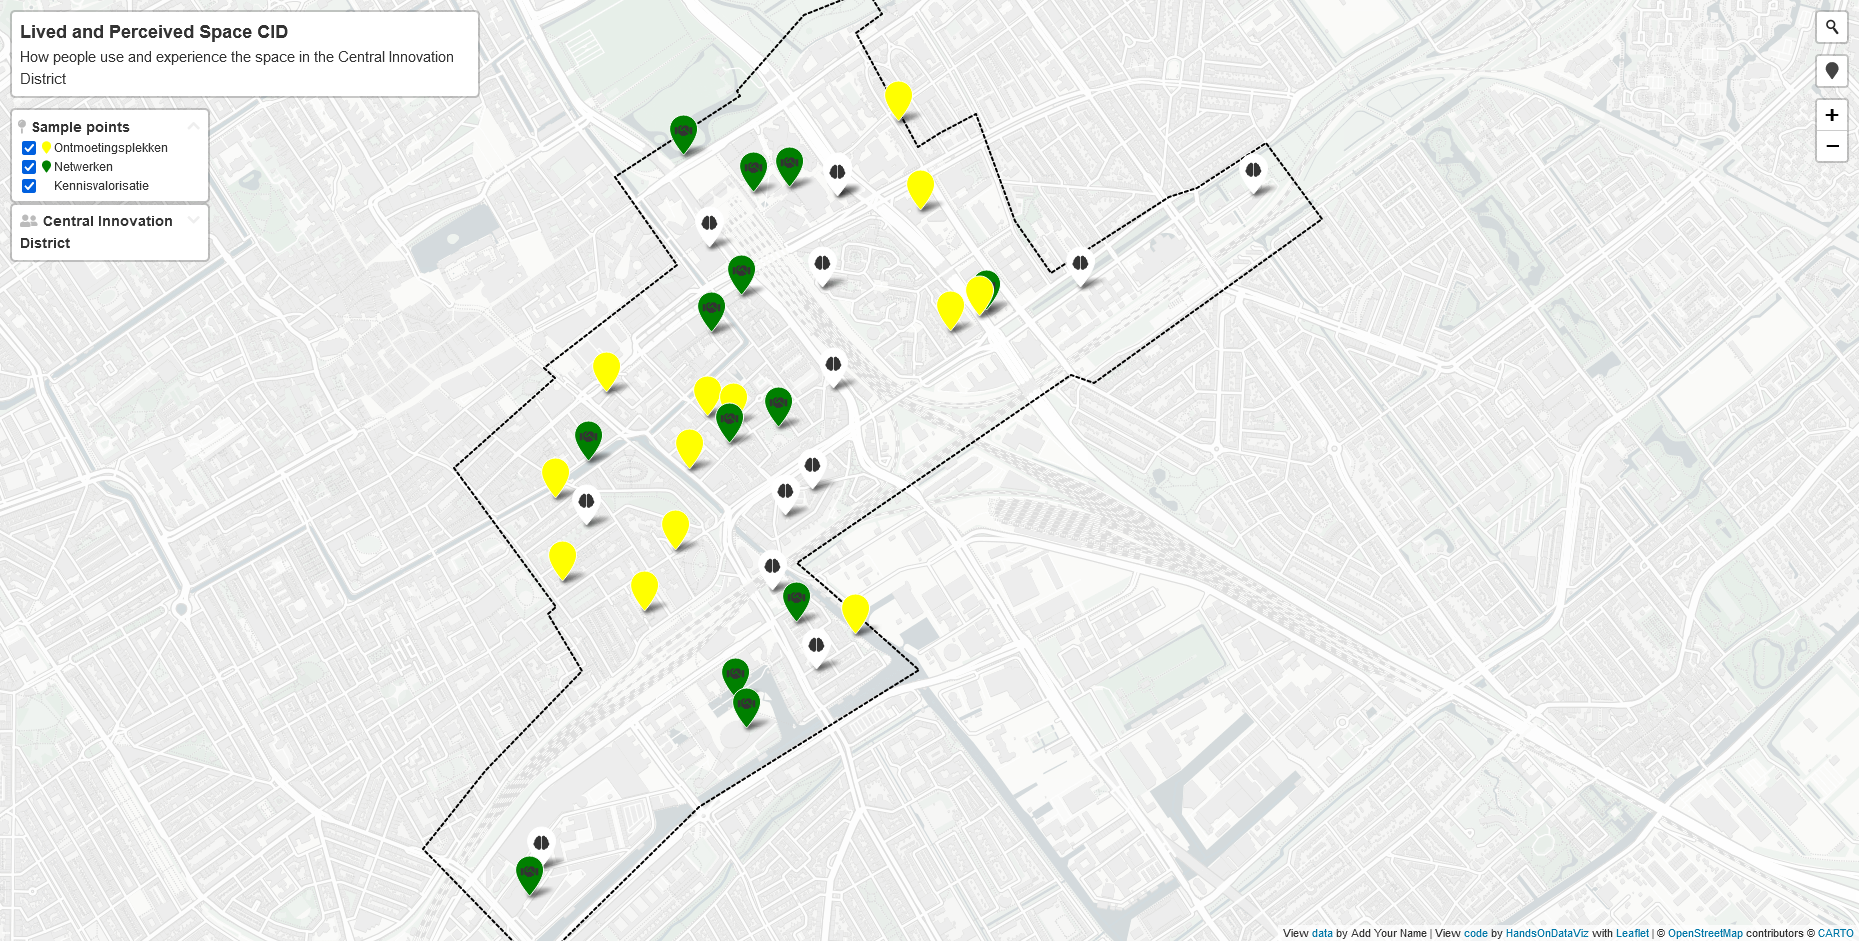 Lived and Perceived Space CID
How people use and experience the space in the Central Innovation
District
Sample points
Ontmoetingsplekken
Netwerken
Kennisvalorisatie
Central Innovation
District
+
−
View data by Add Your Name | View code by HandsOnDataViz with Leaflet | © OpenStreetMap contributors © CARTO